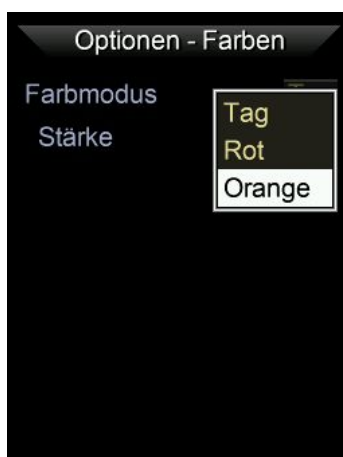 Optionen - Farben
Farbmodus
Stärke
Tag
Rot
Orange